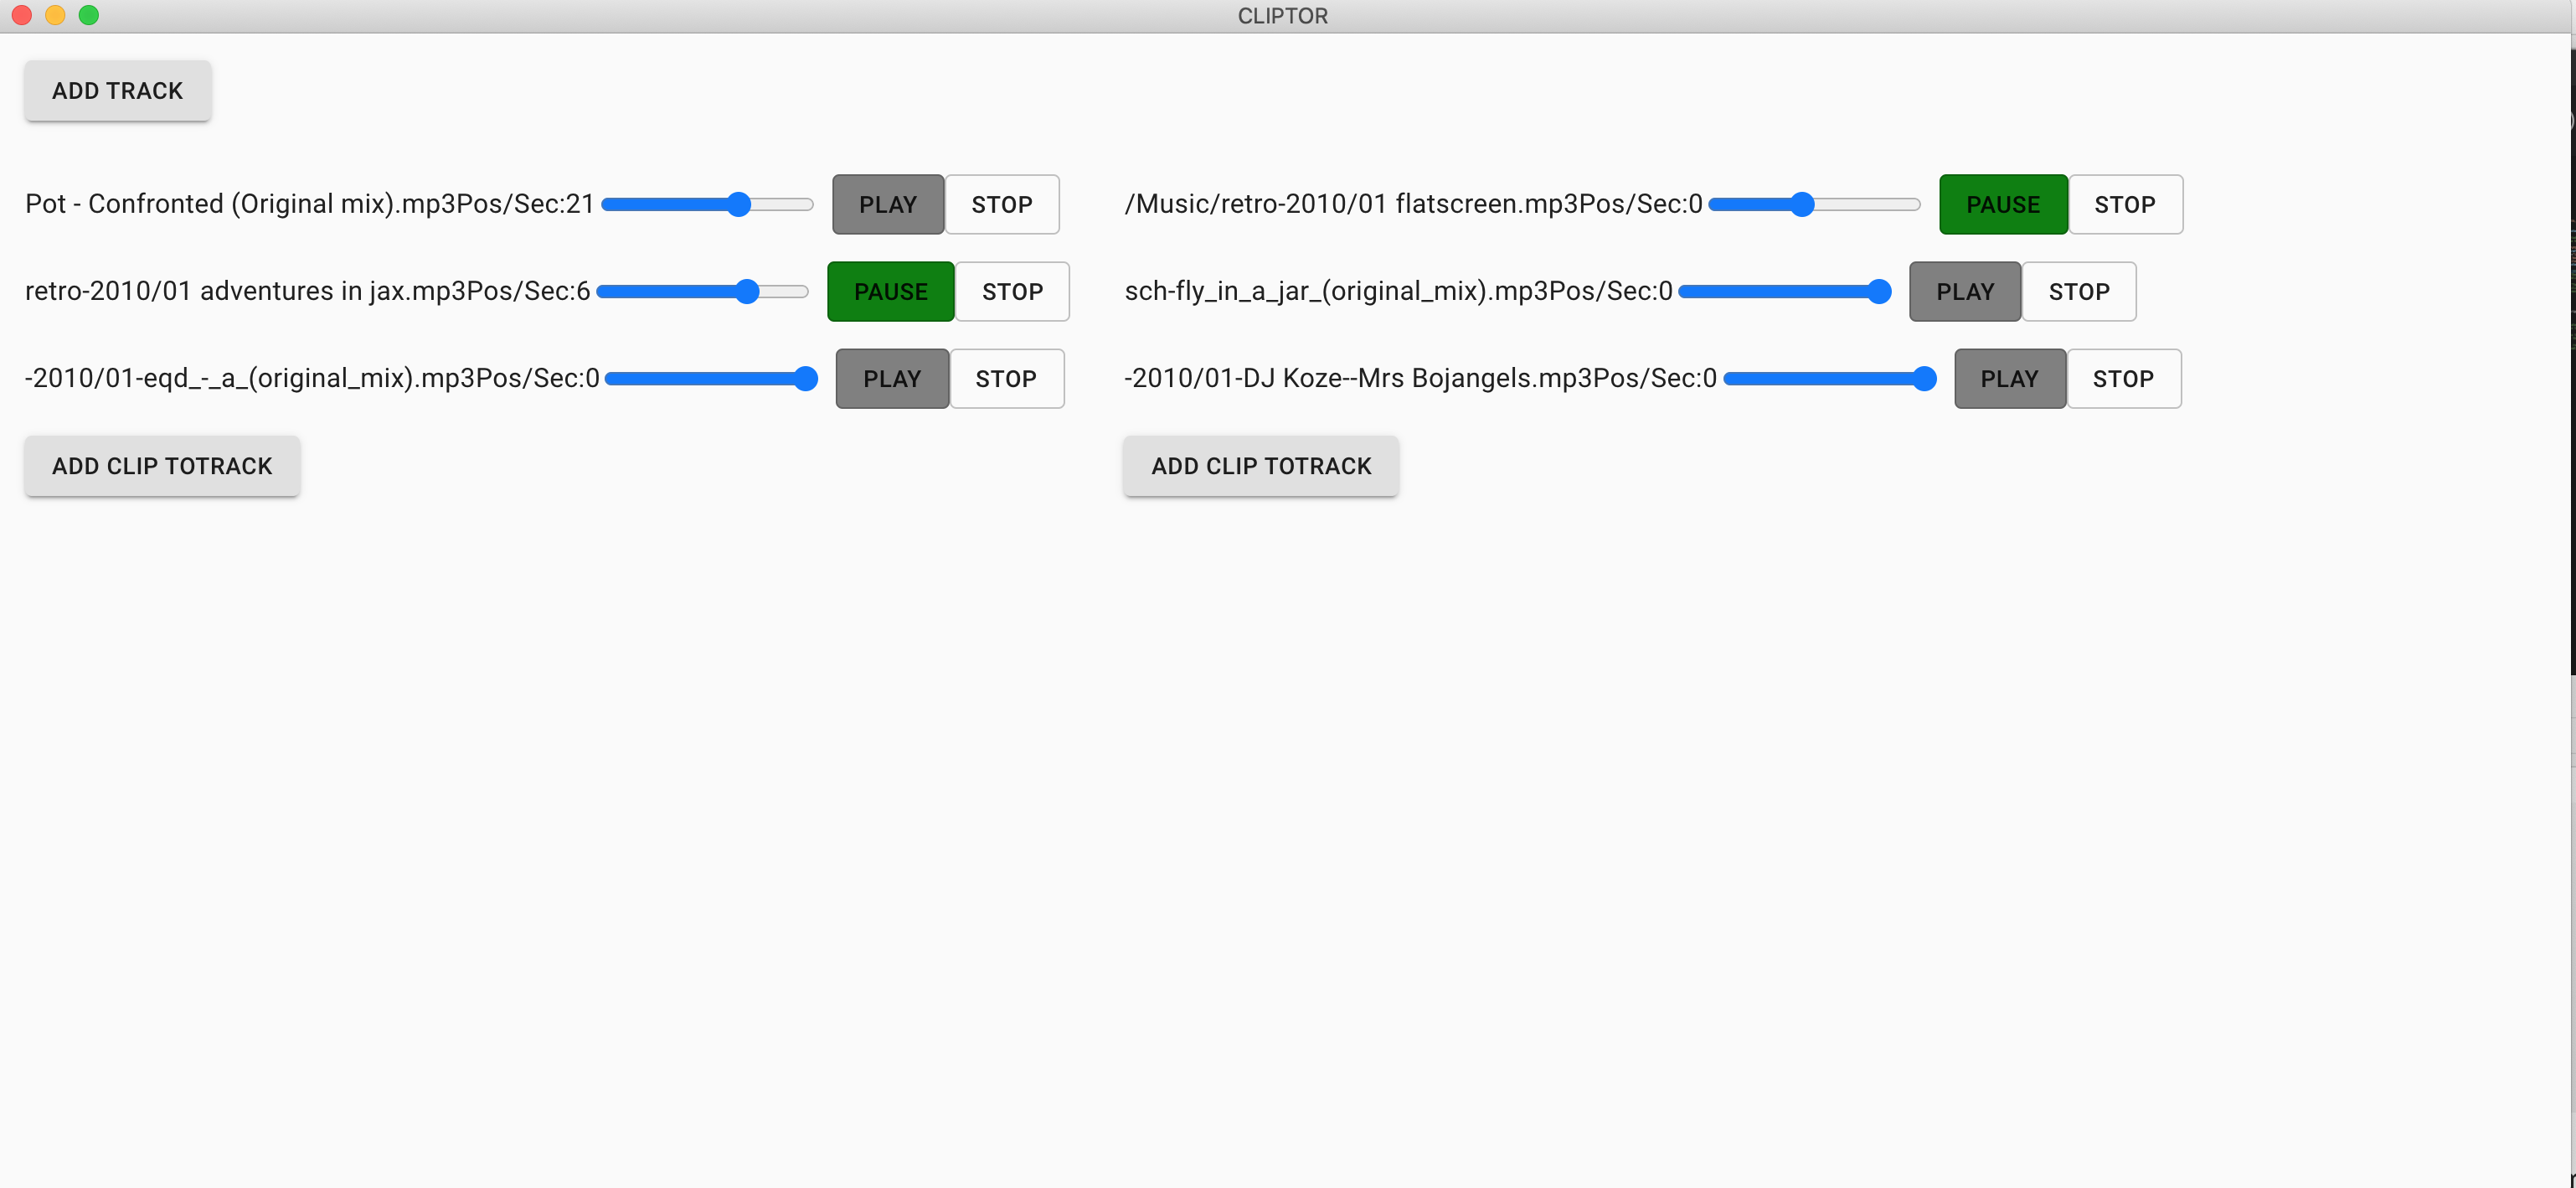 CLIPTOR
ADD TRACK
Pot - Confronted (Original mix).mp3Pos/Sec:21 PLAY STOP
retro-2010/01 adventures in jax.mp3Pos/Sec:6 PAUSE STOP
-2010/01-eqd_-_a_(original_mix).mp3Pos/Sec:0 PLAY STOP
ADD CLIP TOTRACK
/Music/retro-2010/01 flatscreen.mp3Pos/Sec:0 PAUSE STOP
sch-fly_in_a_jar_(original_mix).mp3Pos/Sec:0 PLAY STOP
-2010/01-DJ Koze--Mrs Bojangels.mp3Pos/Sec:0 PLAY STOP
ADD CLIP TOTRACK